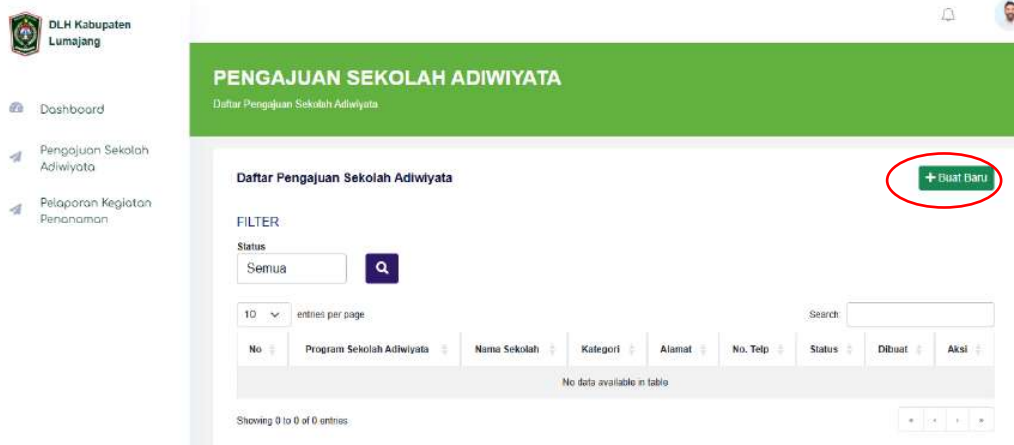 DLH Kabupaten
Lumajang
Dashboard
Pengajuan Sekolah
Adiwiyata
Pelaporan Kegiatan
Penanaman
PENGAJUAN SEKOLAH ADIWIYATA
Daftar Pengajuan Sekolah Adiwiyata
Daftar Pengajuan Sekolah Adiwiyata
+ Buat Baru
FILTER
Status
Semua
10 entries per page
Search:
No Program Sekolah Adiwiyata Nama Sekolah Kategori Alamat No. Telp Status Dibuat Aksi
No data available in table
Showing 0 to 0 of 0 entries
« ‹ › »